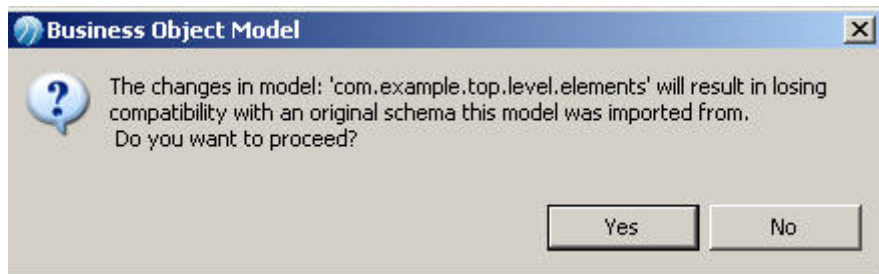 Business Object Model
The changes in model: 'com.example.top.level.elements' will result in losing
compatibility with an original schema this model was imported from.
Do you want to proceed?
Yes
No